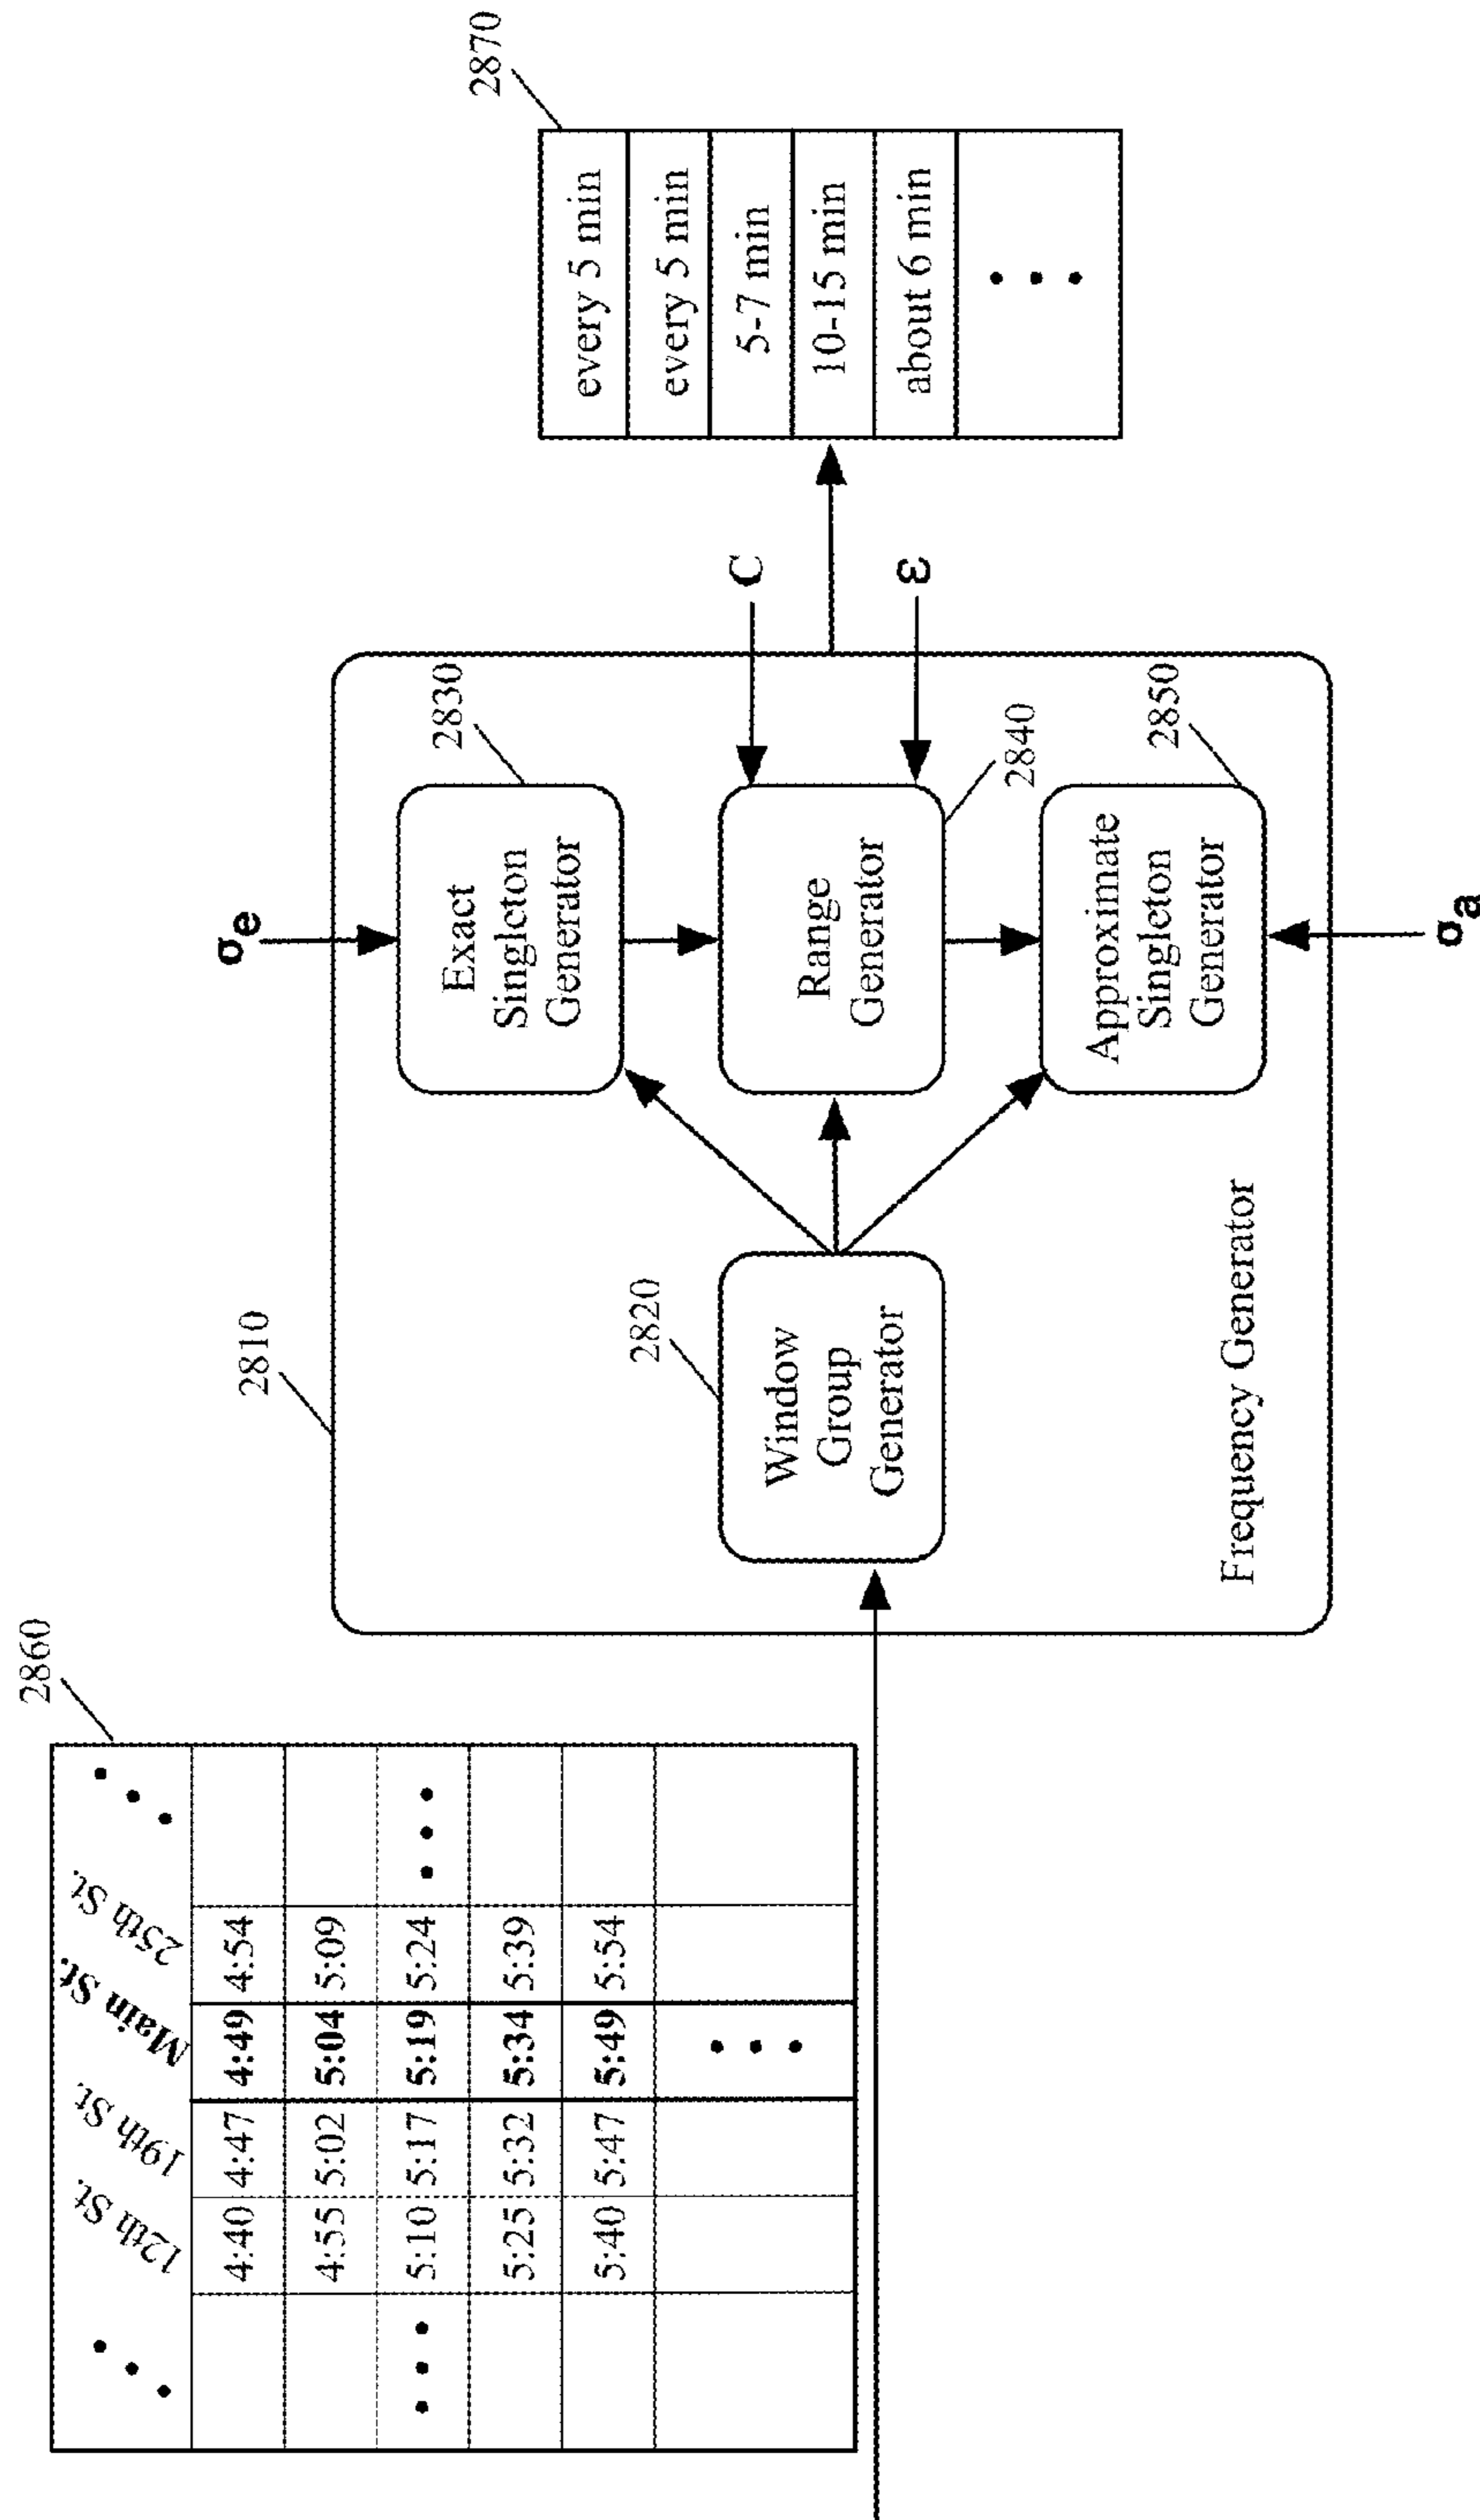 2860
12th St.
19th St.
Main St.
25th St.
4:40 4:47 4:49 4:54
4:55 5:02 5:04 5:09
5:10 5:17 5:19 5:24
5:25 5:32 5:34 5:39
5:40 5:47 5:49 5:54
2810
2820
Window
Group
Generator
Frequency Generator
σe
2830
Exact
Singleton
Generator
C
Range
Generator
ε
2840
2850
Approximate
Singleton
Generator
σa
2870
every 5 min
every 5 min
5-7 min
10-15 min
about 6 min